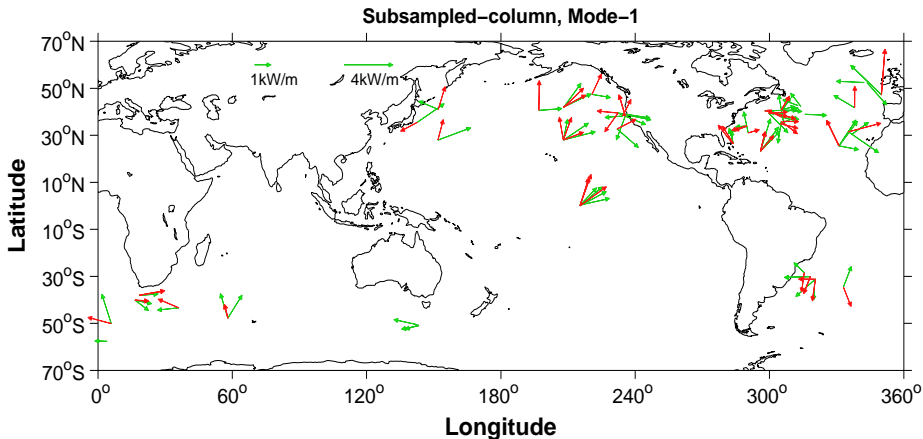 Subsampled−column, Mode−1
70°N
50°N
30°N
10°N
10°S
30°S
50°S
70°S
Latitude
1kW/m
4kW/m
0°
60°
120°
180°
240°
300°
360°
Longitude